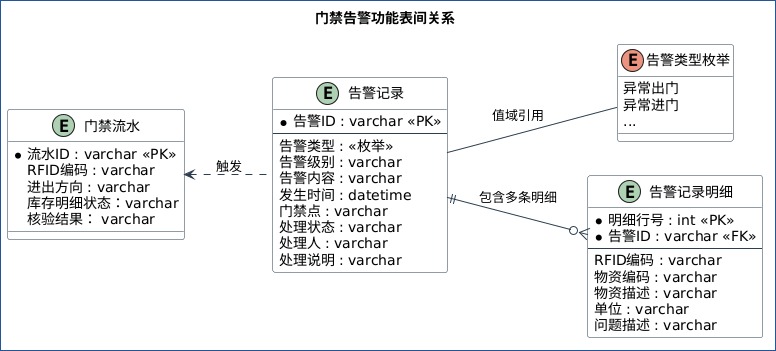 门禁告警功能表间关系
E 门禁流水
流水ID : varchar «PK»
RFID编码 : varchar
进出方向 : varchar
库存明细状态：varchar
核验结果： varchar
触发
E 告警记录
告警ID : varchar «PK»
告警类型 : «枚举»
告警级别 : varchar
告警内容 : varchar
发生时间 : datetime
门禁点 : varchar
处理状态 : varchar
处理人 : varchar
处理说明 : varchar
值域引用
E 告警类型枚举
异常出门
异常进门
...
包含多条明细
E 告警记录明细
明细行号 : int «PK»
告警ID : varchar «FK»
RFID编码 : varchar
物资编码 : varchar
物资描述 : varchar
单位 : varchar
问题描述 : varchar